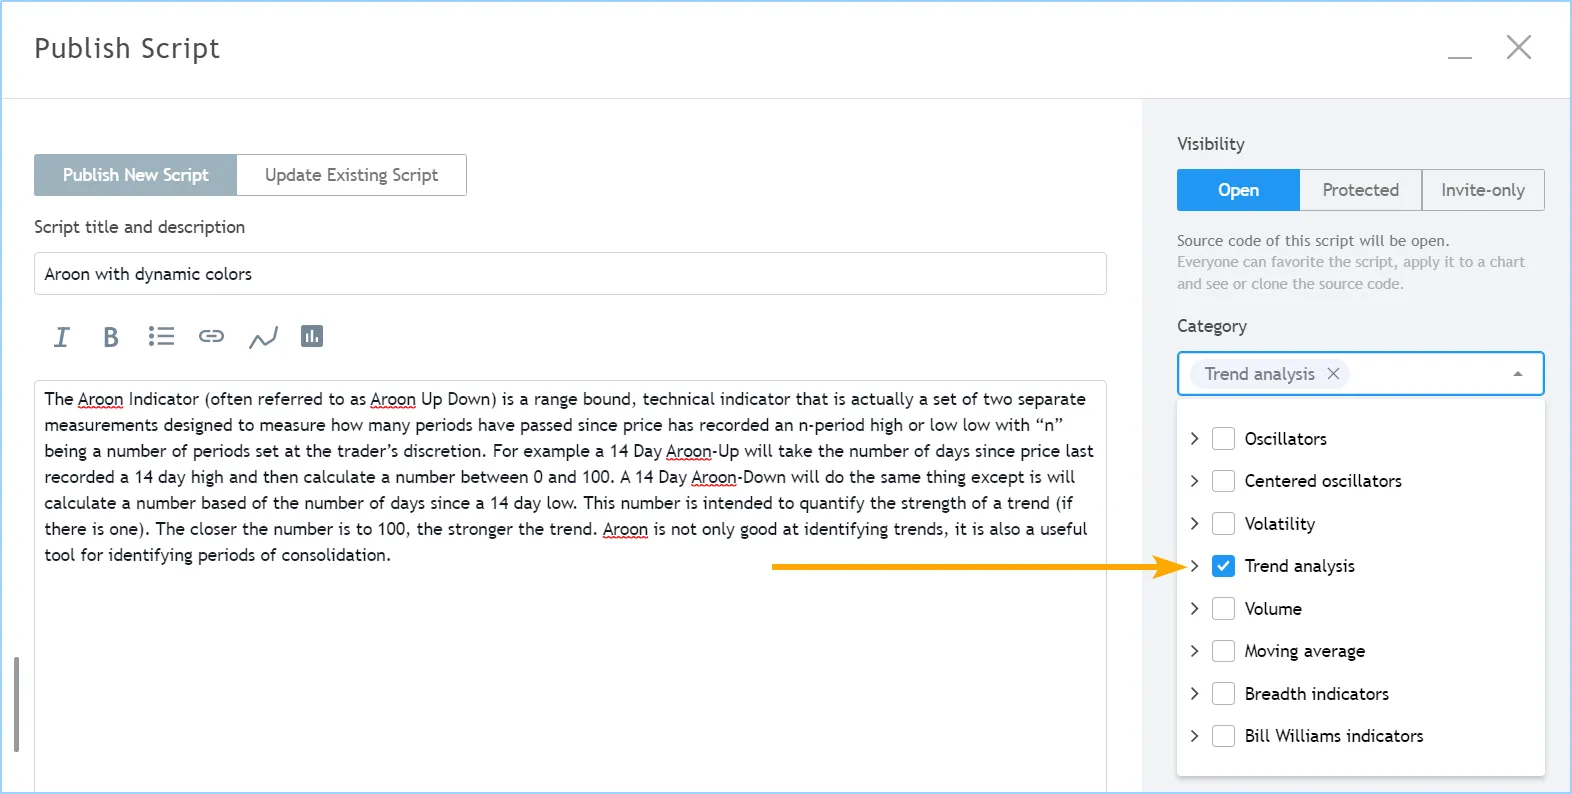 Publish Script
Publish New Script
Update Existing Script
Script title and description
Aroon with dynamic colors
I B
The Aroon Indicator (often referred to as Aroon Up Down) is a range bound, technical indicator that is actually a set of two separate
measurements designed to measure how many periods have passed since price has recorded an n-period high or low low with “n”
being a number of periods set at the trader’s discretion. For example a 14 Day Aroon-Up will take the number of days since price last
recorded a 14 day high and then calculate a number between 0 and 100. A 14 Day Aroon-Down will do the same thing except is will
calculate a number based of the number of days since a 14 day low. This number is intended to quantify the strength of a trend (if
there is one). The closer the number is to 100, the stronger the trend. Aroon is not only good at identifying trends, it is also a useful
tool for identifying periods of consolidation.
Visibility
Open
Protected
Invite-only
Source code of this script will be open.
Everyone can favorite the script, apply it to a chart
and see or clone the source code.
Category
Trend analysis
Oscillators
Centered oscillators
Volatility
Trend analysis
Volume
Moving average
Breadth indicators
Bill Williams indicators